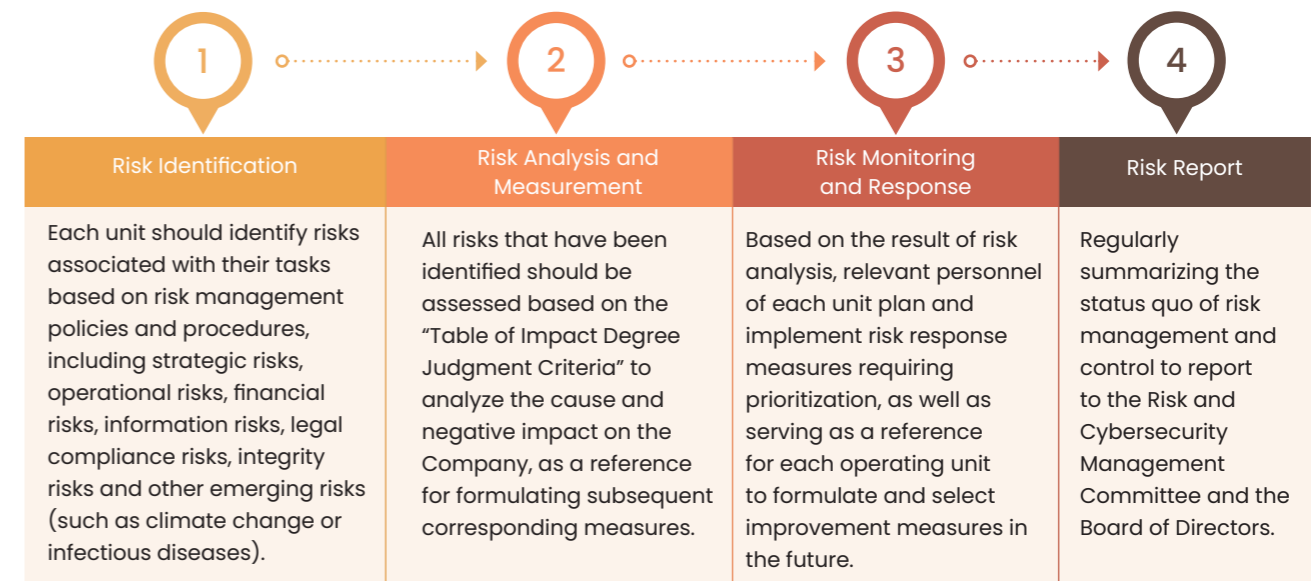 1
2
3
4
Risk Identification
Risk Analysis and
Measurement
Risk Monitoring
and Response
Risk Report
Each unit should identify risks
associated with their tasks
based on risk management
policies and procedures,
including strategic risks,
operational risks, financial
risks, information risks, legal
compliance risks, integrity
risks and other emerging risks
(such as climate change or
infectious diseases).
All risks that have been
identified should be
assessed based on the
“Table of Impact Degree
Judgment Criteria” to
analyze the cause and
negative impact on the
Company, as a reference
for formulating subsequent
corresponding measures.
Based on the result of risk
analysis, relevant personnel
of each unit plan and
implement risk response
measures requiring
prioritization, as well as
serving as a reference
for each operating unit
to formulate and select
improvement measures in
the future.
Regularly
summarizing the
status quo of risk
management and
control to report
to the Risk and
Cybersecurity
Management
Committee and the
Board of Directors.